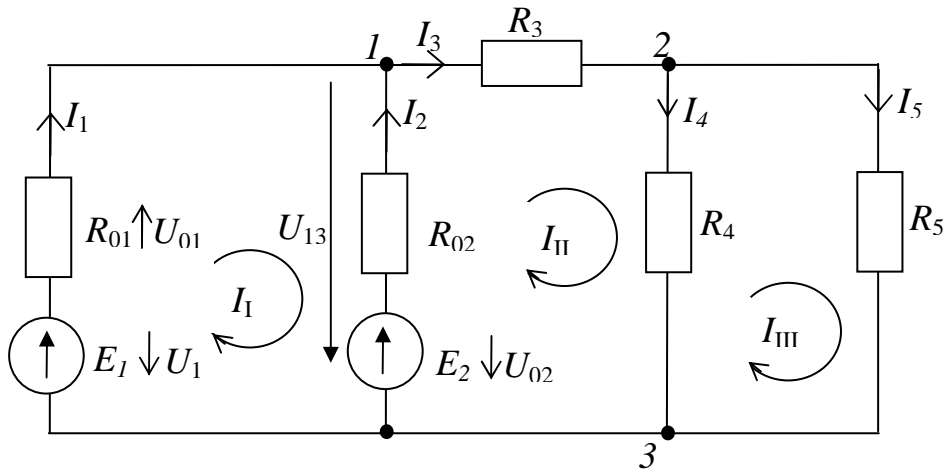 R3
1 I3 2
I1 I2 I4 I5
R01 U01 U13 R02 III R4 R5
II IIII
E1 U1 E2 U02
3